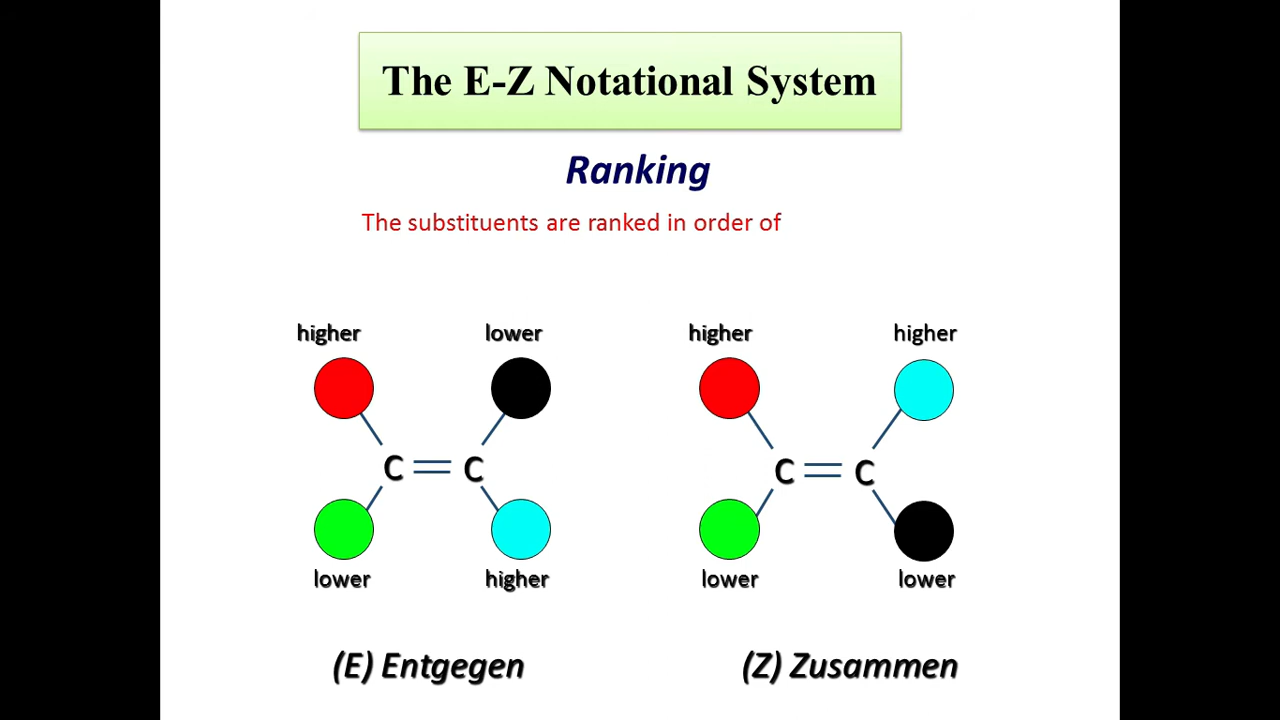 The E-Z Notational System
Ranking
The substituents are ranked in order of
higher lower higher higher
C C C C
lower higher lower lower
(E) Entgegen (Z) Zusammen